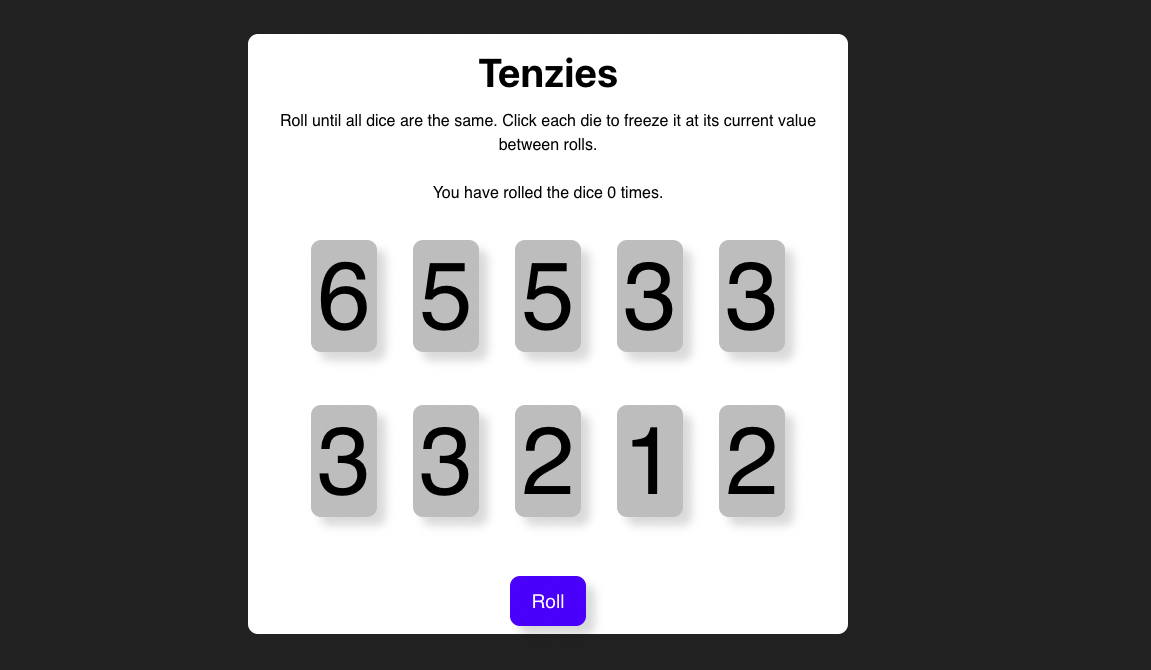 Tenzies
Roll until all dice are the same. Click each die to freeze it at its current value
between rolls.
You have rolled the dice 0 times.
6 5 5 3 3
3 3 2 1 2
Roll